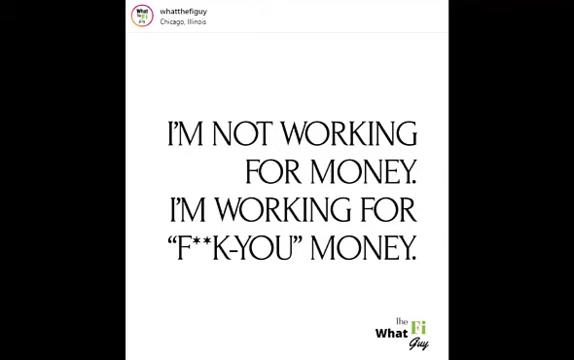 whatthefiguy
Chicago, Illinois
I'M NOT WORKING
FOR MONEY.
I'M WORKING FOR
“F**K-YOU” MONEY.
The
What Fi
Guy